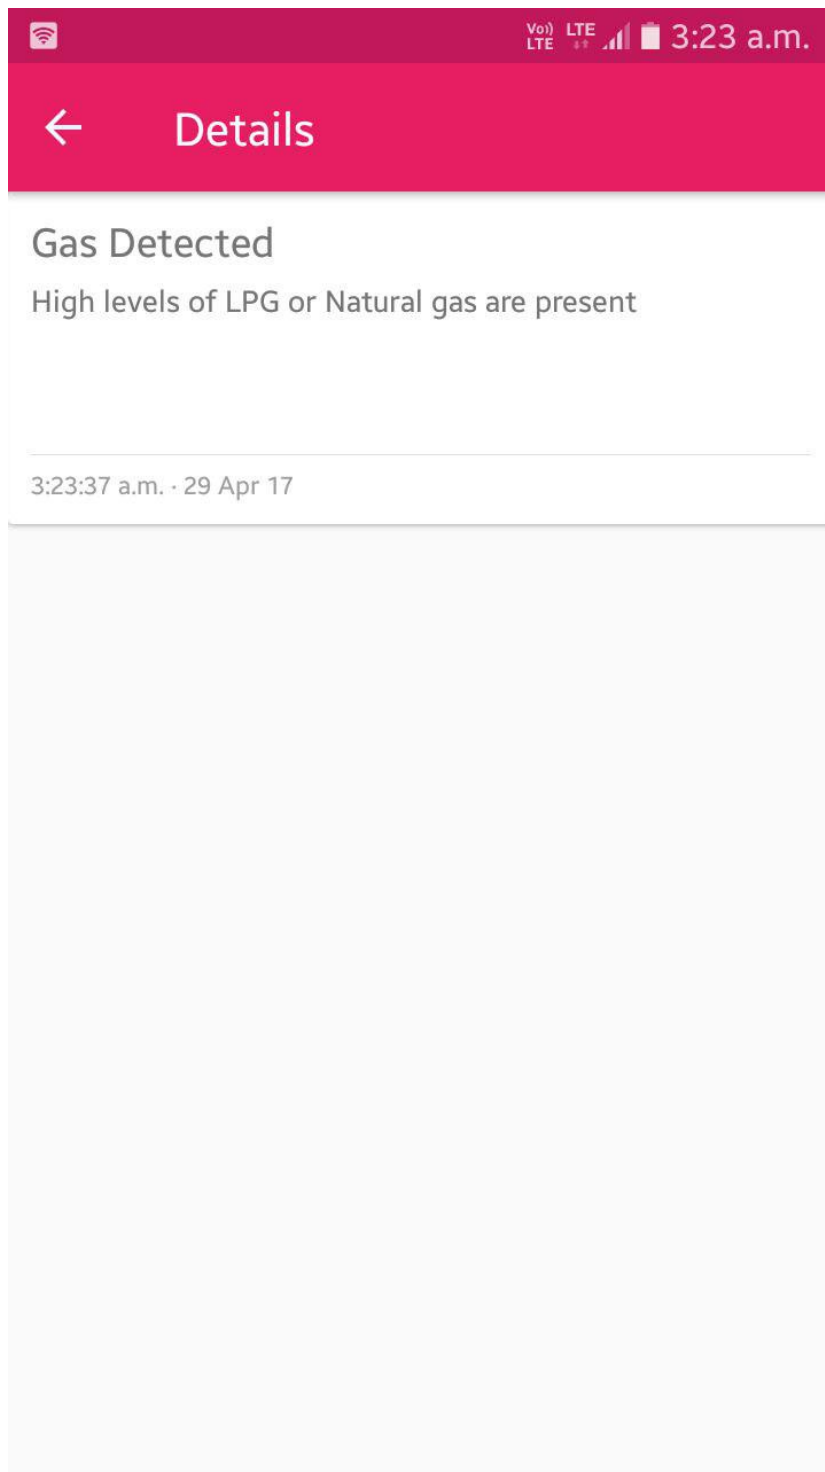 Vo)) LTE LTE 3:23 a.m.
Details
Gas Detected
High levels of LPG or Natural gas are present
3:23:37 a.m. · 29 Apr 17